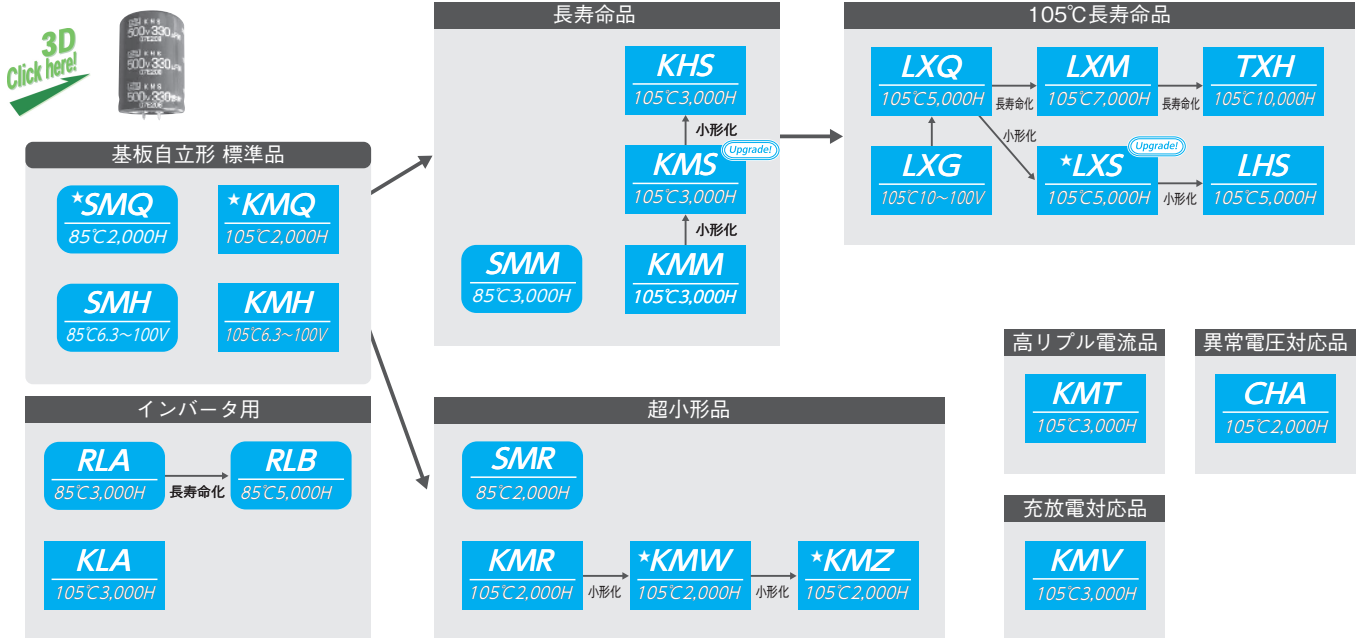 3D
Click here!
KMS
500V330μF
07E20B
KMS
500V330μF
07E20B
KMS
500V330μF
07E20B
基板自立形 標準品
★SMQ
85℃2,000H
★KMQ
105℃2,000H
SMH
85℃6.3～100V
KMH
105℃6.3～100V
インバータ用
RLA
85℃3,000H
長寿命化
RLB
85℃5,000H
KLA
105℃3,000H
長寿命品
KHS
105℃3,000H
小形化
Upgrade!
KMS
105℃3,000H
小形化
SMM
85℃3,000H
KMM
105℃3,000H
超小形品
SMR
85℃2,000H
KMR
105℃2,000H
小形化
★KMW
105℃2,000H
小形化
★KMZ
105℃2,000H
105℃長寿命品
LXQ
105℃5,000H
長寿命化
LXM
105℃7,000H
長寿命化
TXH
105℃10,000H
小形化
LXG
105℃10～100V
Upgrade!
★LXS
105℃5,000H
小形化
LHS
105℃5,000H
高リプル電流品
KMT
105℃3,000H
異常電圧対応品
CHA
105℃2,000H
充放電対応品
KMV
105℃3,000H